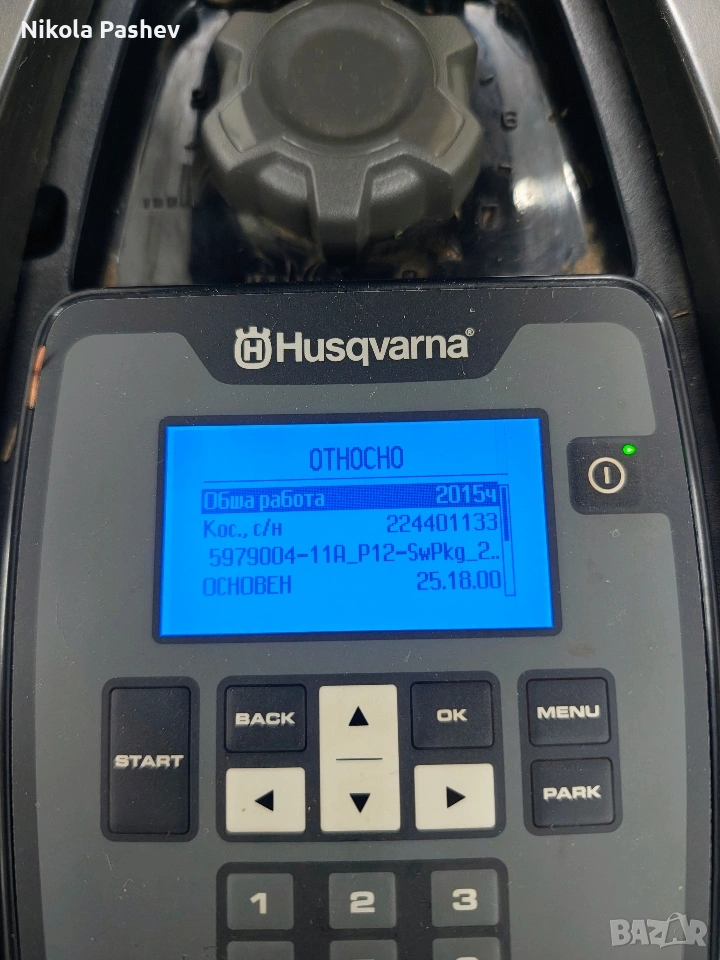 Nikola Pashev
Husqvarna
ОТНОСНО
Обша работа 2015ч
Кос., с/н 224401133
5979004-11A_P12-SwPkg_2..
ОСНОВЕН 25.18.00
START
BACK
OK
MENU
PARK
1 2 3
BAZAR